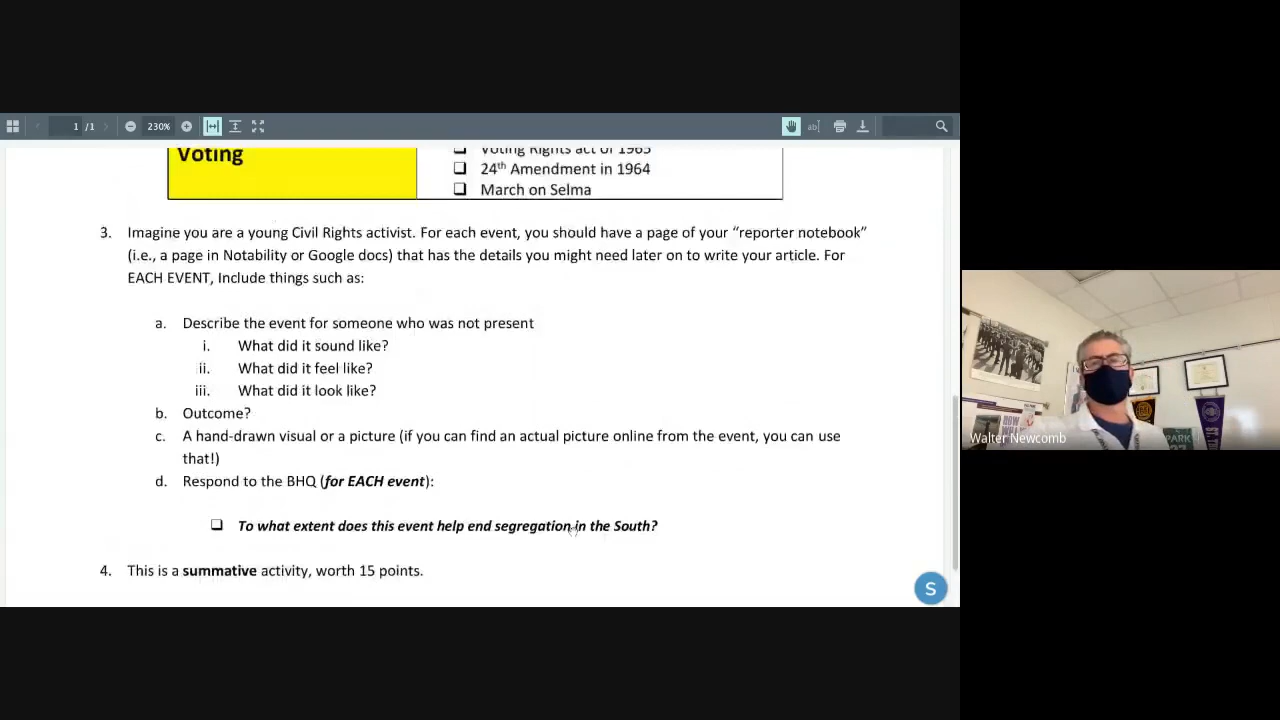 1 /1
230%
ab
Voting
❑ Voting Rights act of 1965
❑ 24th Amendment in 1964
❑ March on Selma
3. Imagine you are a young Civil Rights activist. For each event, you should have a page of your “reporter notebook”
(i.e., a page in Notability or Google docs) that has the details you might need later on to write your article. For
EACH EVENT, Include things such as:
a. Describe the event for someone who was not present
i. What did it sound like?
ii. What did it feel like?
iii. What did it look like?
b. Outcome?
c. A hand-drawn visual or a picture (if you can find an actual picture online from the event, you can use
that!)
d. Respond to the BHQ (for EACH event):
❑ To what extent does this event help end segregation in the South?
4. This is a summative activity, worth 15 points.
S
Walter Newcomb
PARK